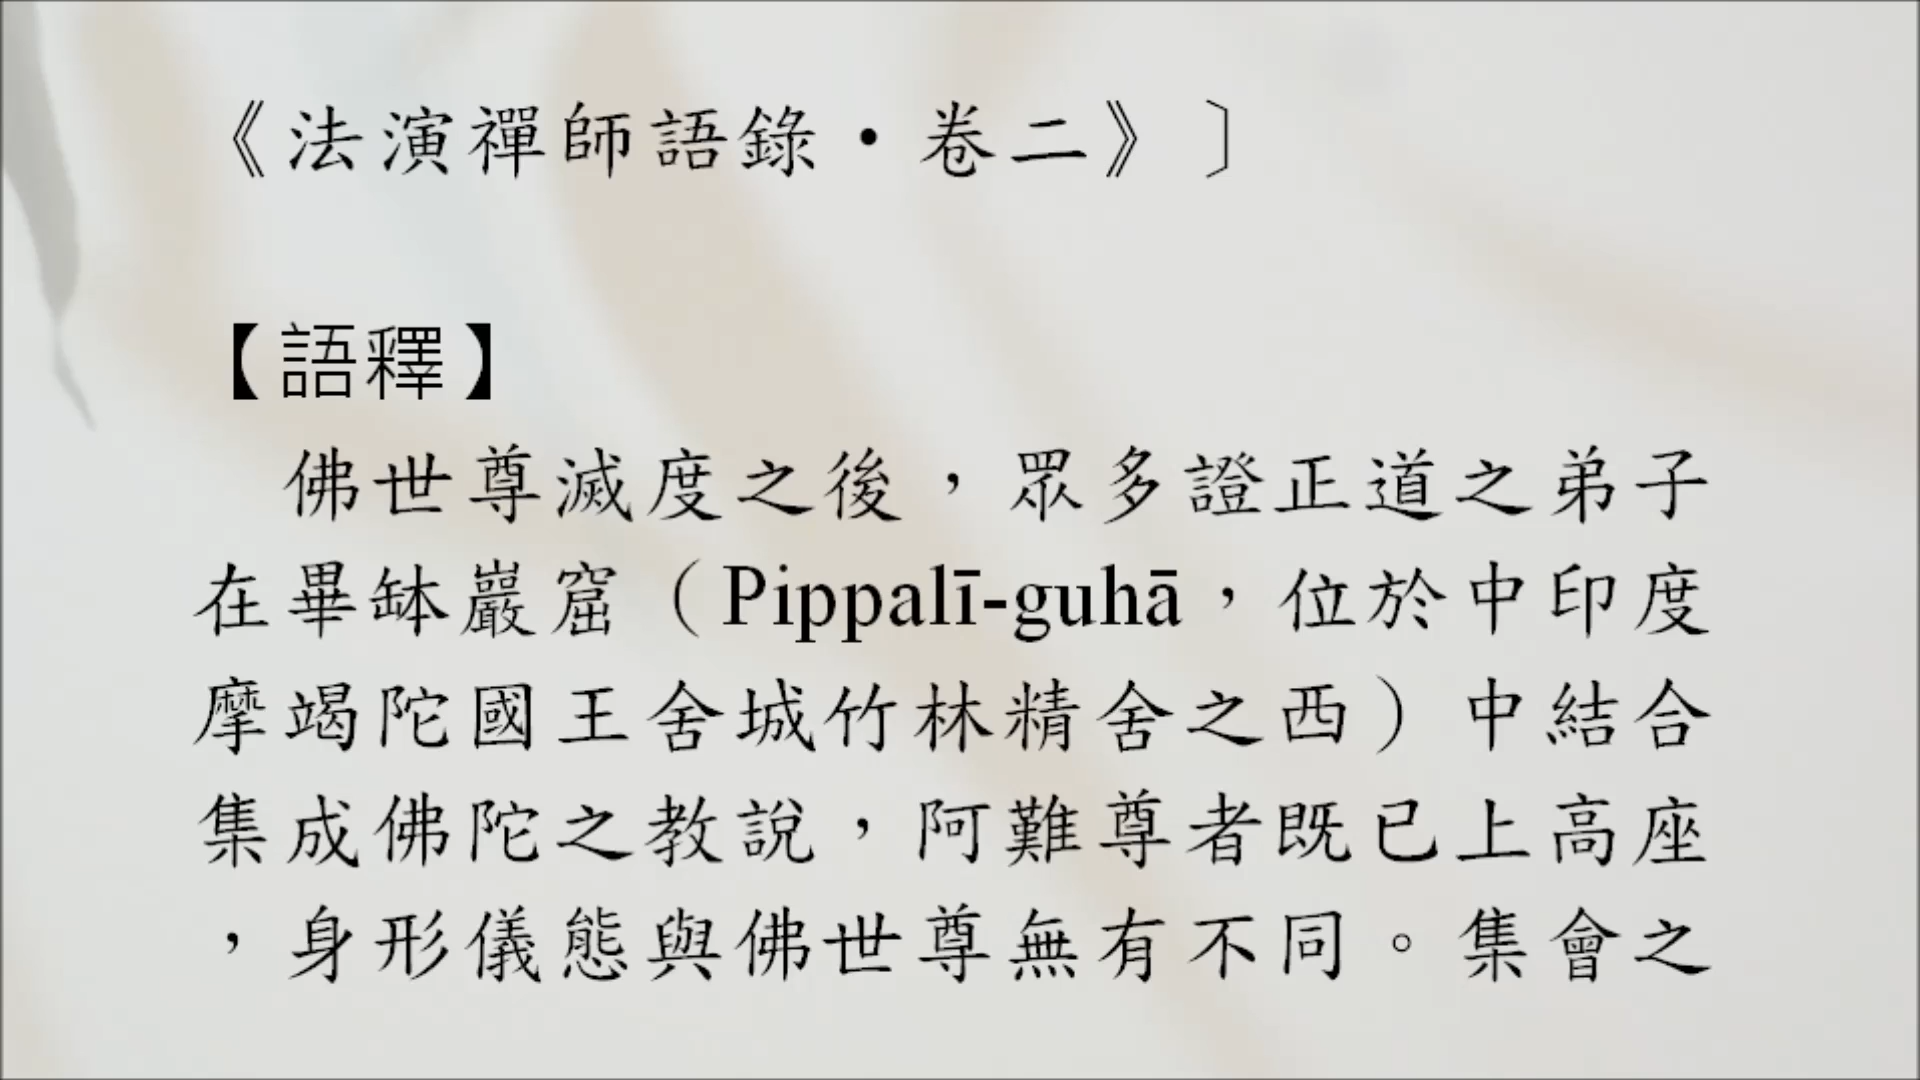 《法演禪師語錄·卷二》〕
【語釋】
佛世尊滅度之後，眾多證正道之弟子
在畢缽巖窟（Pippalī-guhā，位於中印度
摩竭陀國王舍城竹林精舍之西）中結合
集成佛陀之教說，阿難尊者既已上高座
，身形儀態與佛世尊無有不同。集會之